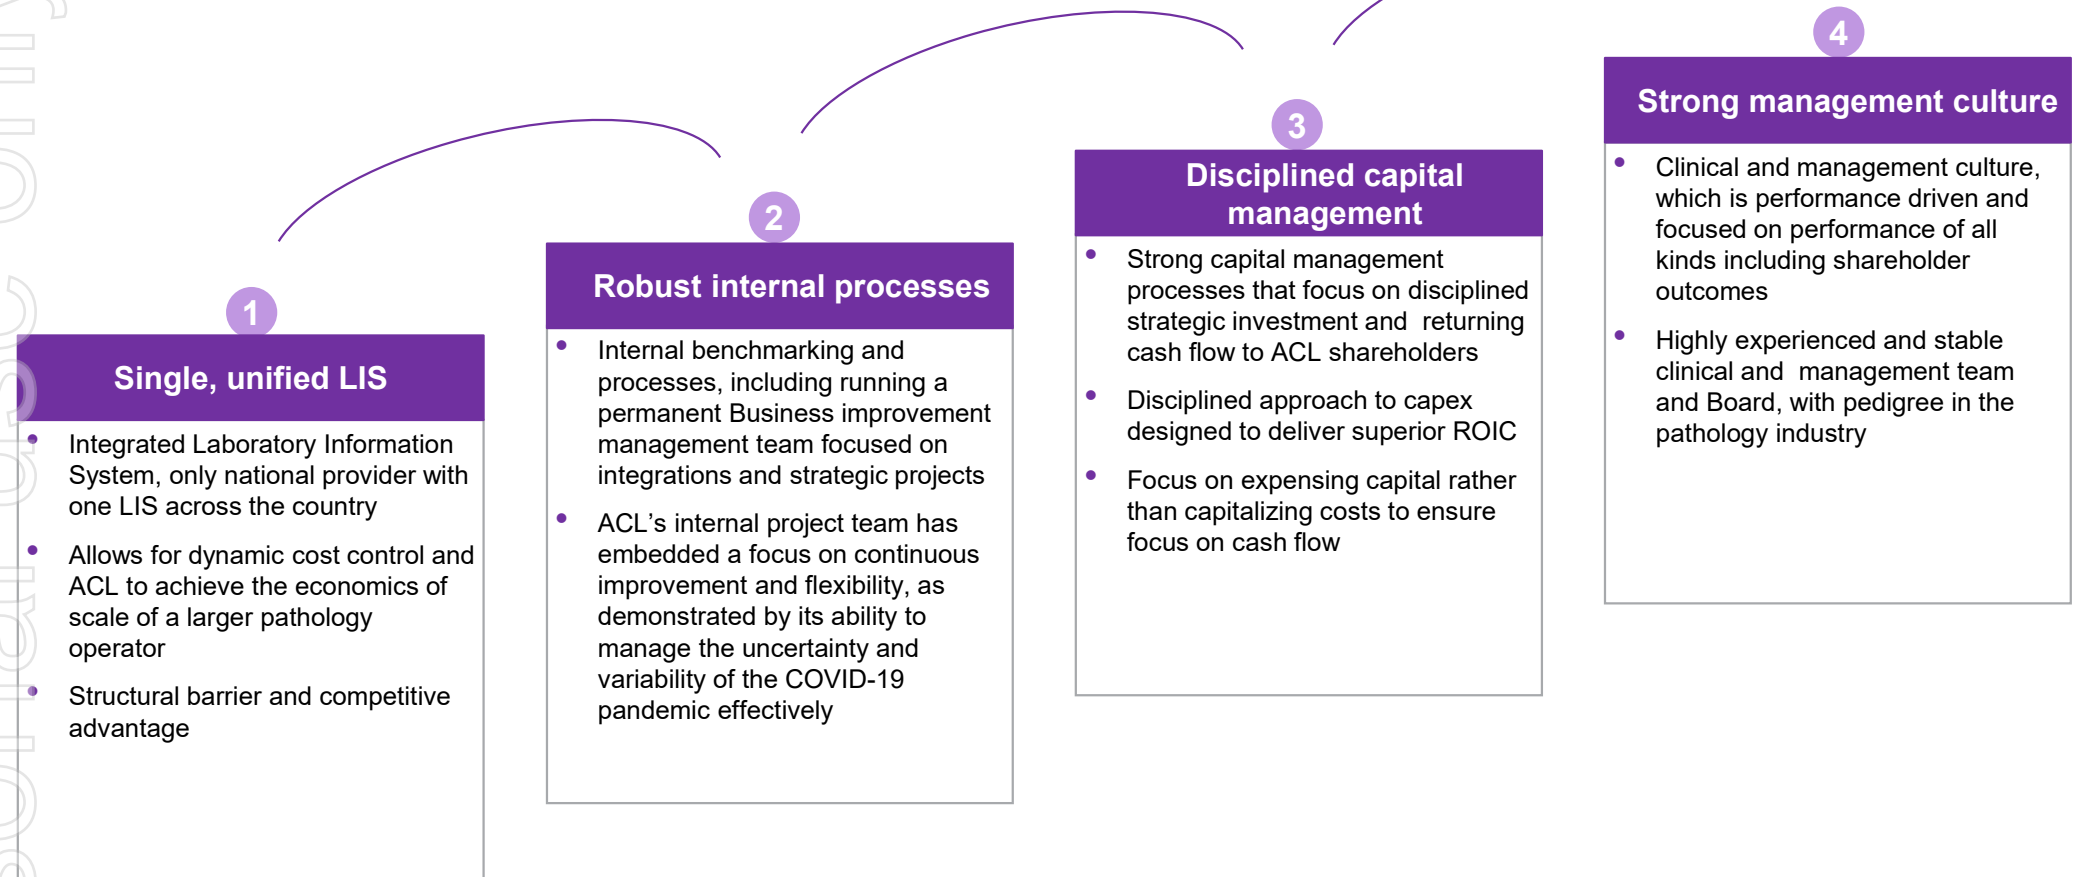 1
Single, unified LIS
Integrated Laboratory Information
System, only national provider with
one LIS across the country
Allows for dynamic cost control and
ACL to achieve the economics of
scale of a larger pathology
operator
Structural barrier and competitive
advantage
2
Robust internal processes
Internal benchmarking and
processes, including running a
permanent Business improvement
management team focused on
integrations and strategic projects
ACL's internal project team has
embedded a focus on continuous
improvement and flexibility, as
demonstrated by its ability to
manage the uncertainty and
variability of the COVID-19
pandemic effectively
3
Disciplined capital
management
Strong capital management
processes that focus on disciplined
strategic investment and  returning
cash flow to ACL shareholders
Disciplined approach to capex
designed to deliver superior ROIC
Focus on expensing capital rather
than capitalizing costs to ensure
focus on cash flow
4
Strong management culture
Clinical and management culture,
which is performance driven and
focused on performance of all
kinds including shareholder
outcomes
Highly experienced and stable
clinical and  management team
and Board, with pedigree in the
pathology industry